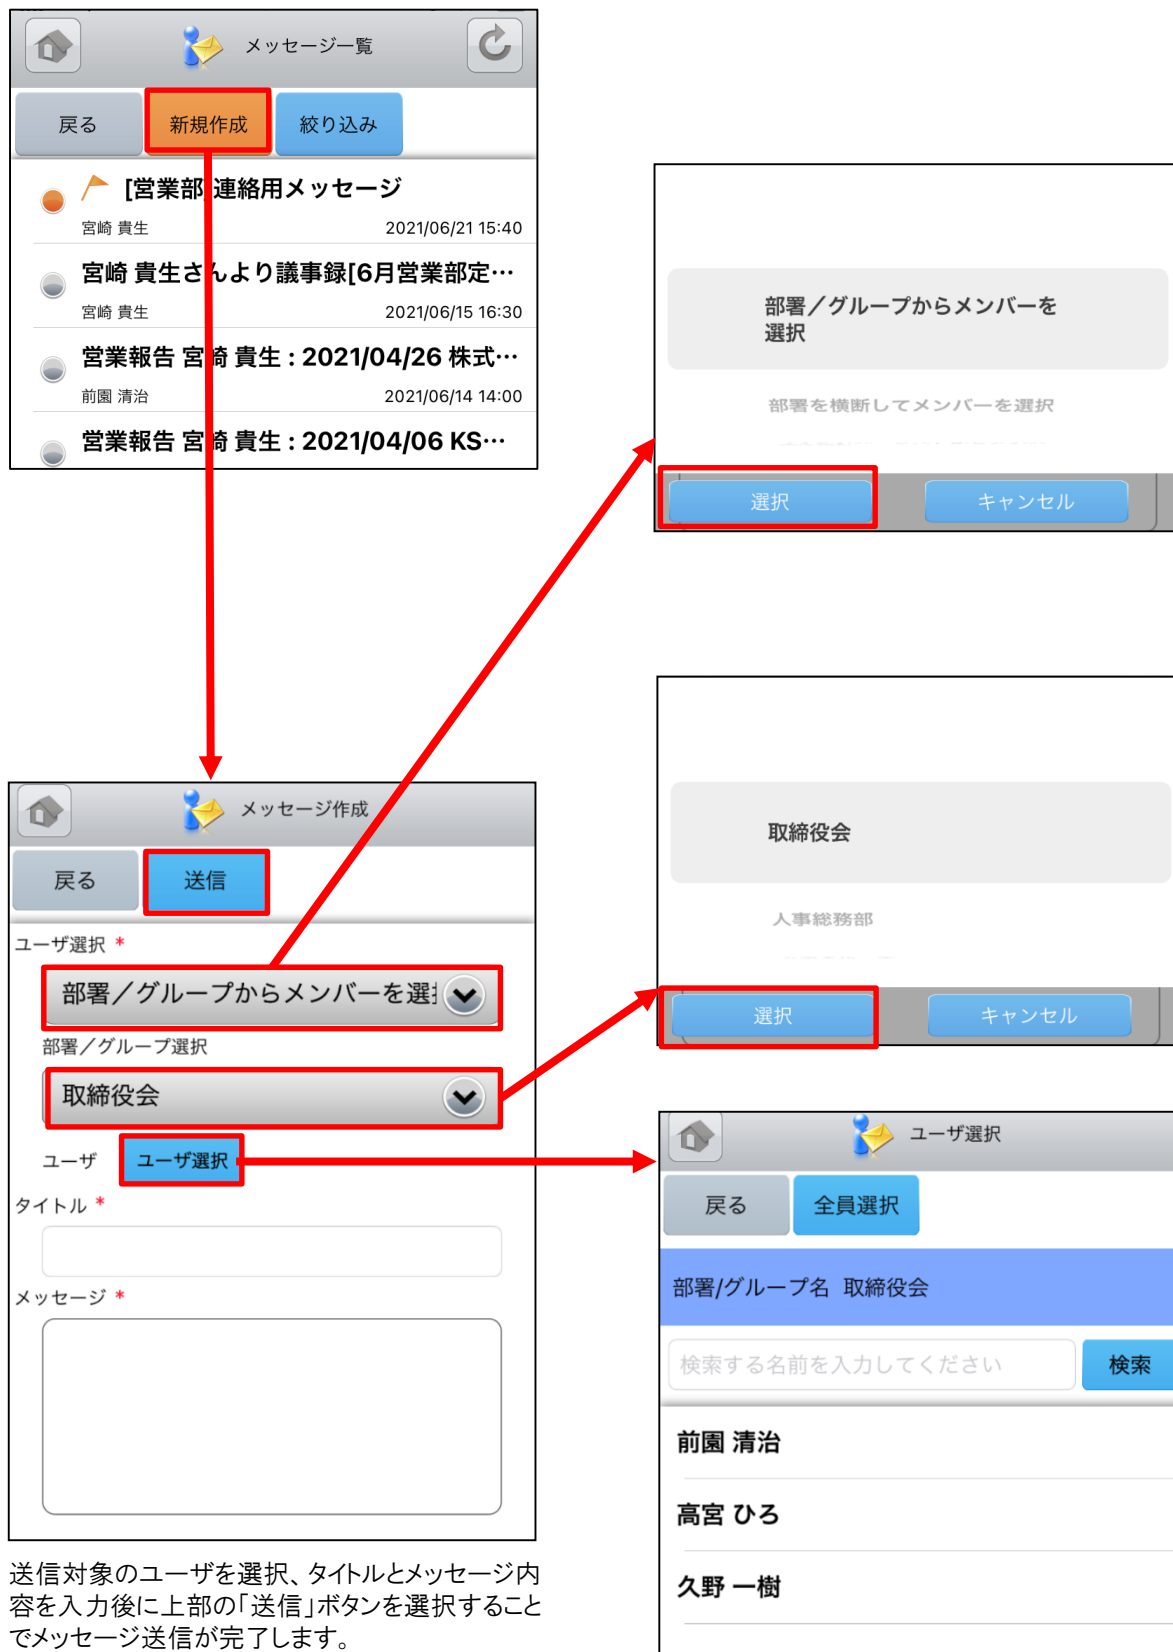 メッセージ一覧
戻る
新規作成
絞り込み
[営業部]連絡用メッセージ
宮崎 貴生 2021/06/21 15:40
宮崎 貴生さんより議事録[6月営業部定…
宮崎 貴生 2021/06/15 16:30
営業報告 宮崎 貴生 : 2021/04/26 株式…
前園 清治 2021/06/14 14:00
営業報告 宮崎 貴生 : 2021/04/06 KS…
部署／グループからメンバーを
選択
部署を横断してメンバーを選択
選択
キャンセル
メッセージ作成
戻る
送信
ユーザ選択 *
部署／グループからメンバーを選
部署／グループ選択
取締役会
ユーザ
ユーザ選択
タイトル *
メッセージ *
送信対象のユーザを選択、タイトルとメッセージ内
容を入力後に上部の「送信」ボタンを選択すること
でメッセージ送信が完了します。
取締役会
人事総務部
選択
キャンセル
ユーザ選択
戻る
全員選択
部署/グループ名 取締役会
検索する名前を入力してください
検索
前園 清治
高宮 ひろ
久野 一樹